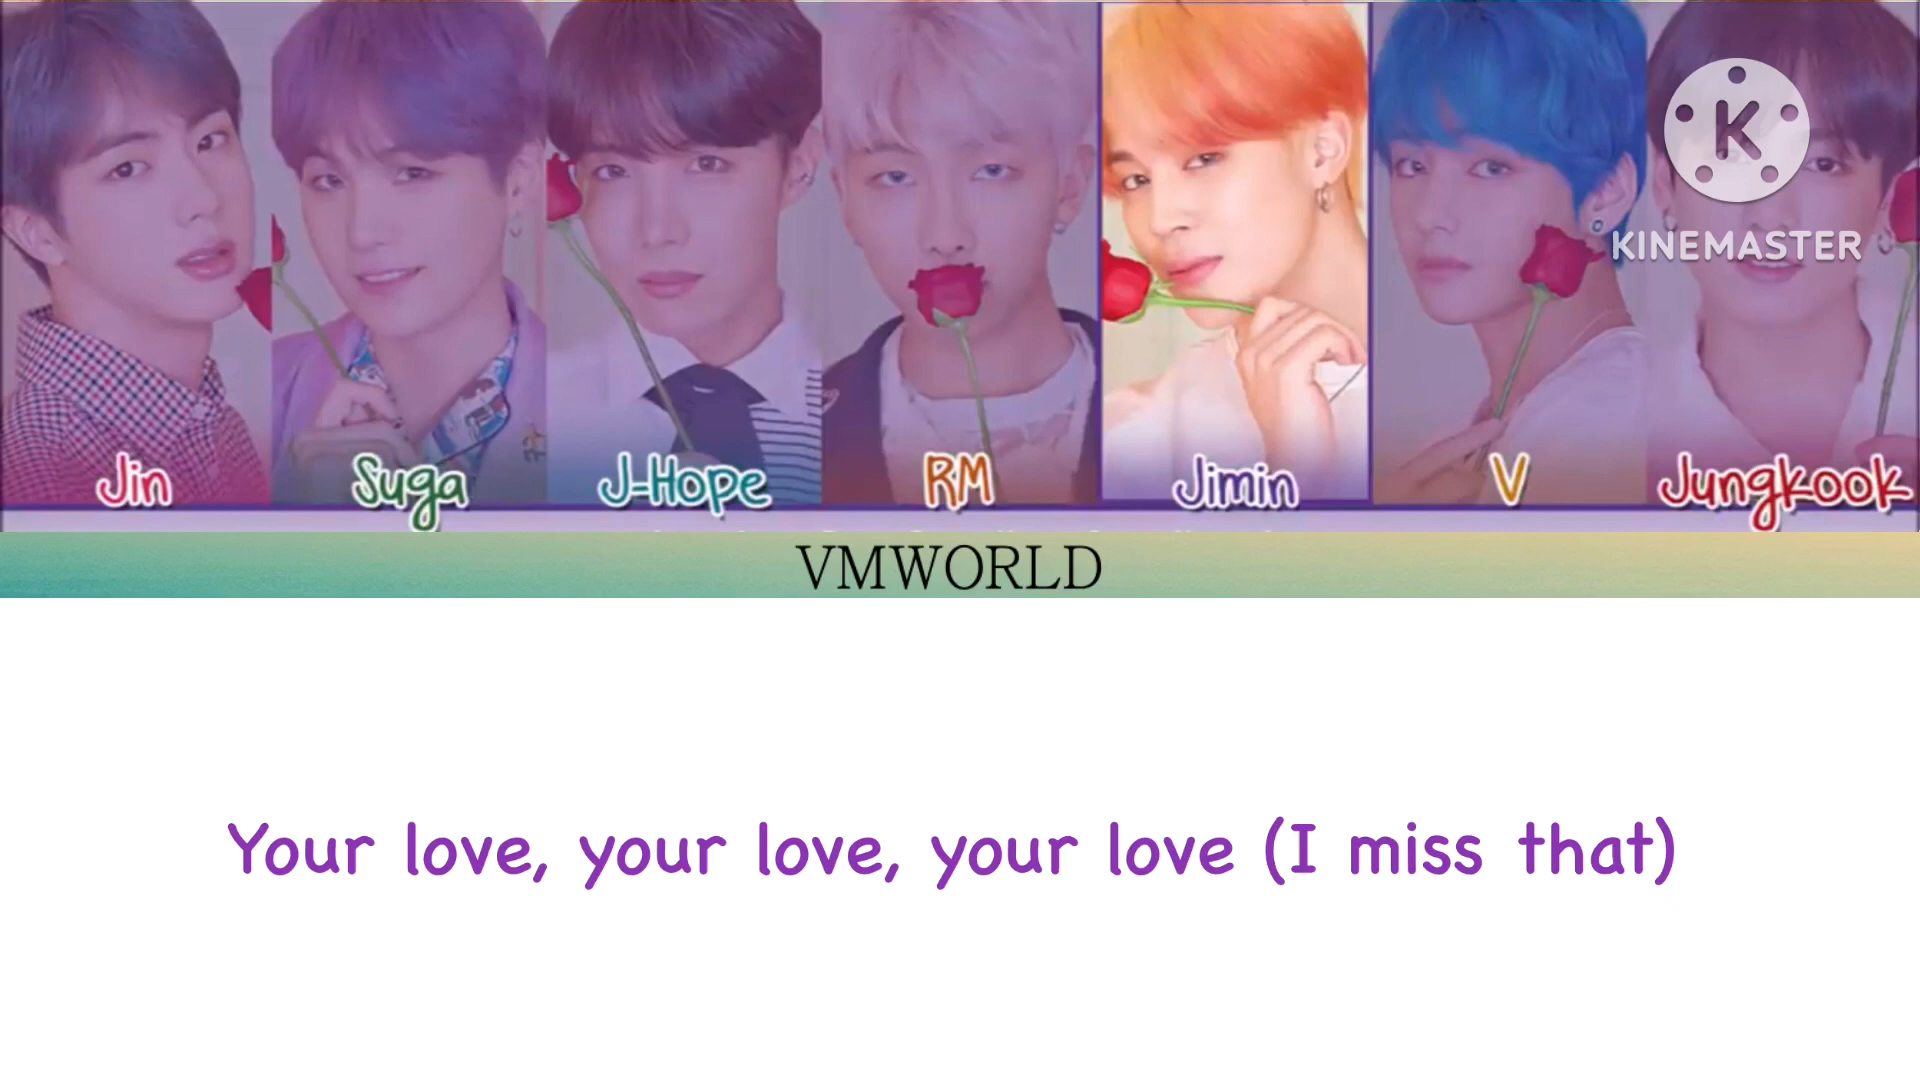 K
KINEMASTER
Jin Suga J-Hope RM Jimin V Jungkook
VMWORLD
Your love, your love, your love (I miss that)